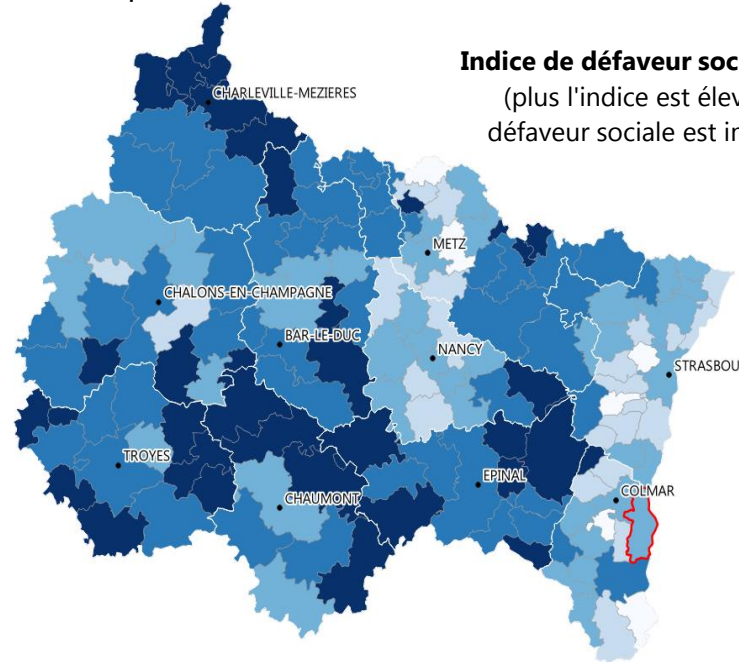 Indice de défaveur soc
(plus l'indice est élev
défaveur sociale est in
CHARLEVILLE-MEZIERES
METZ
CHALONS-EN-CHAMPAGNE
BAR-LE-DUC
NANCY
STRASBOU
TROYES
EPINAL
CHAUMONT
COLMAR